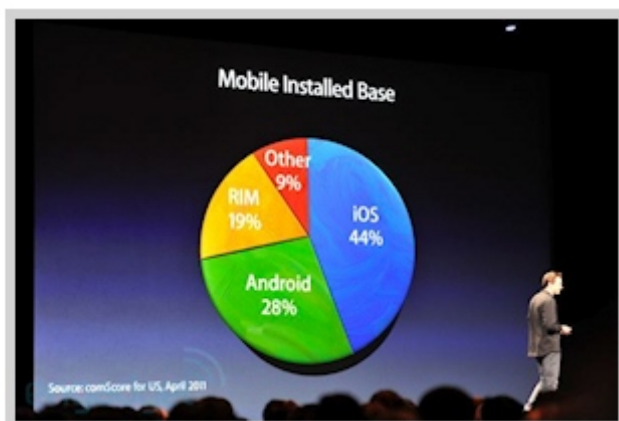 Mobile Installed Base
Other
9%
iOS
44%
RIM
19%
Android
28%
Source: comScore for US, April 2011